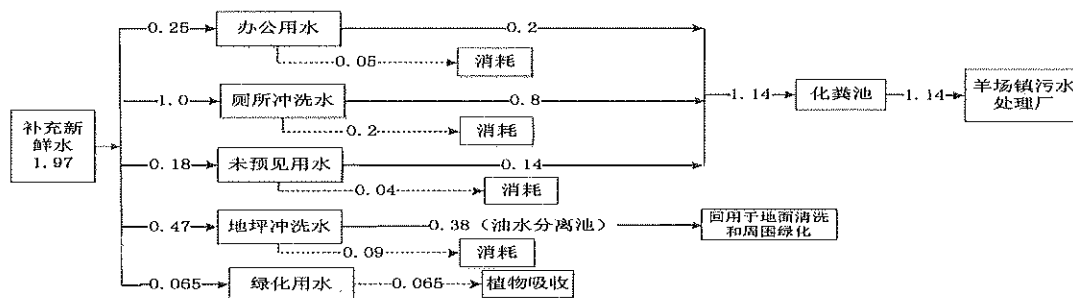 0.25
办公用水
0.2
0.05
消耗
1.0
厕所冲洗水
0.8
0.2
消耗
1.14
化粪池
1.14
羊场镇污水
处理厂
补充新
鲜水
1.97
0.18
未预见用水
0.14
0.04
消耗
0.47
地坪冲洗水
0.38（油水分离池）
回用于地面清洗
和周围绿化
0.09
消耗
0.065
绿化用水
0.065
植物吸收